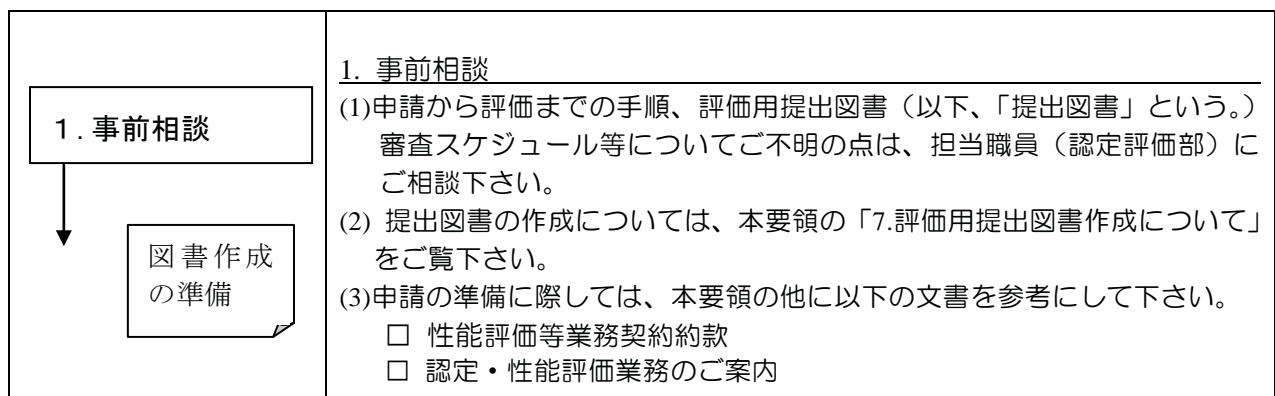 1.事前相談
図書作成
の準備
1. 事前相談
(1)申請から評価までの手順、評価用提出図書（以下、「提出図書」という。）
審査スケジュール等についてご不明の点は、担当職員（認定評価部）に
ご相談下さい。
(2) 提出図書の作成については、本要領の「7.評価用提出図書作成について」
をご覧下さい。
(3)申請の準備に際しては、本要領の他に以下の文書を参考にして下さい。
□ 性能評価等業務契約約款
□ 認定・性能評価業務のご案内